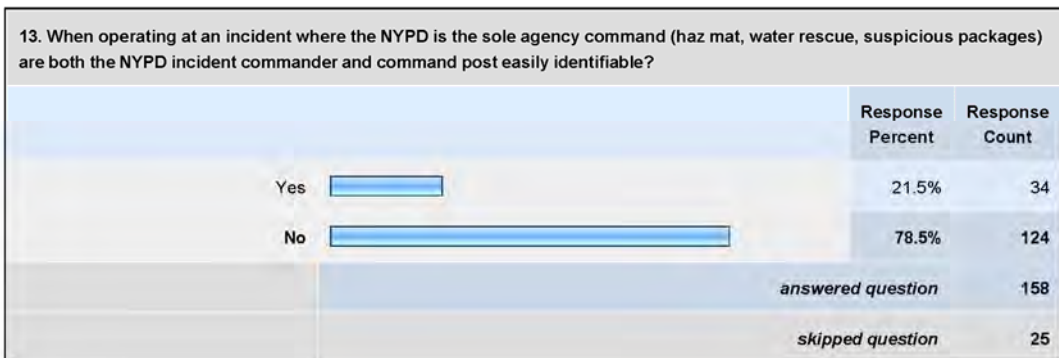 13. When operating at an incident where the NYPD is the sole agency command (haz mat, water rescue, suspicious packages)
are both the NYPD incident commander and command post easily identifiable?
Response Percent Response Count
Yes 21.5% 34
No 78.5% 124
answered question 158
skipped question 25